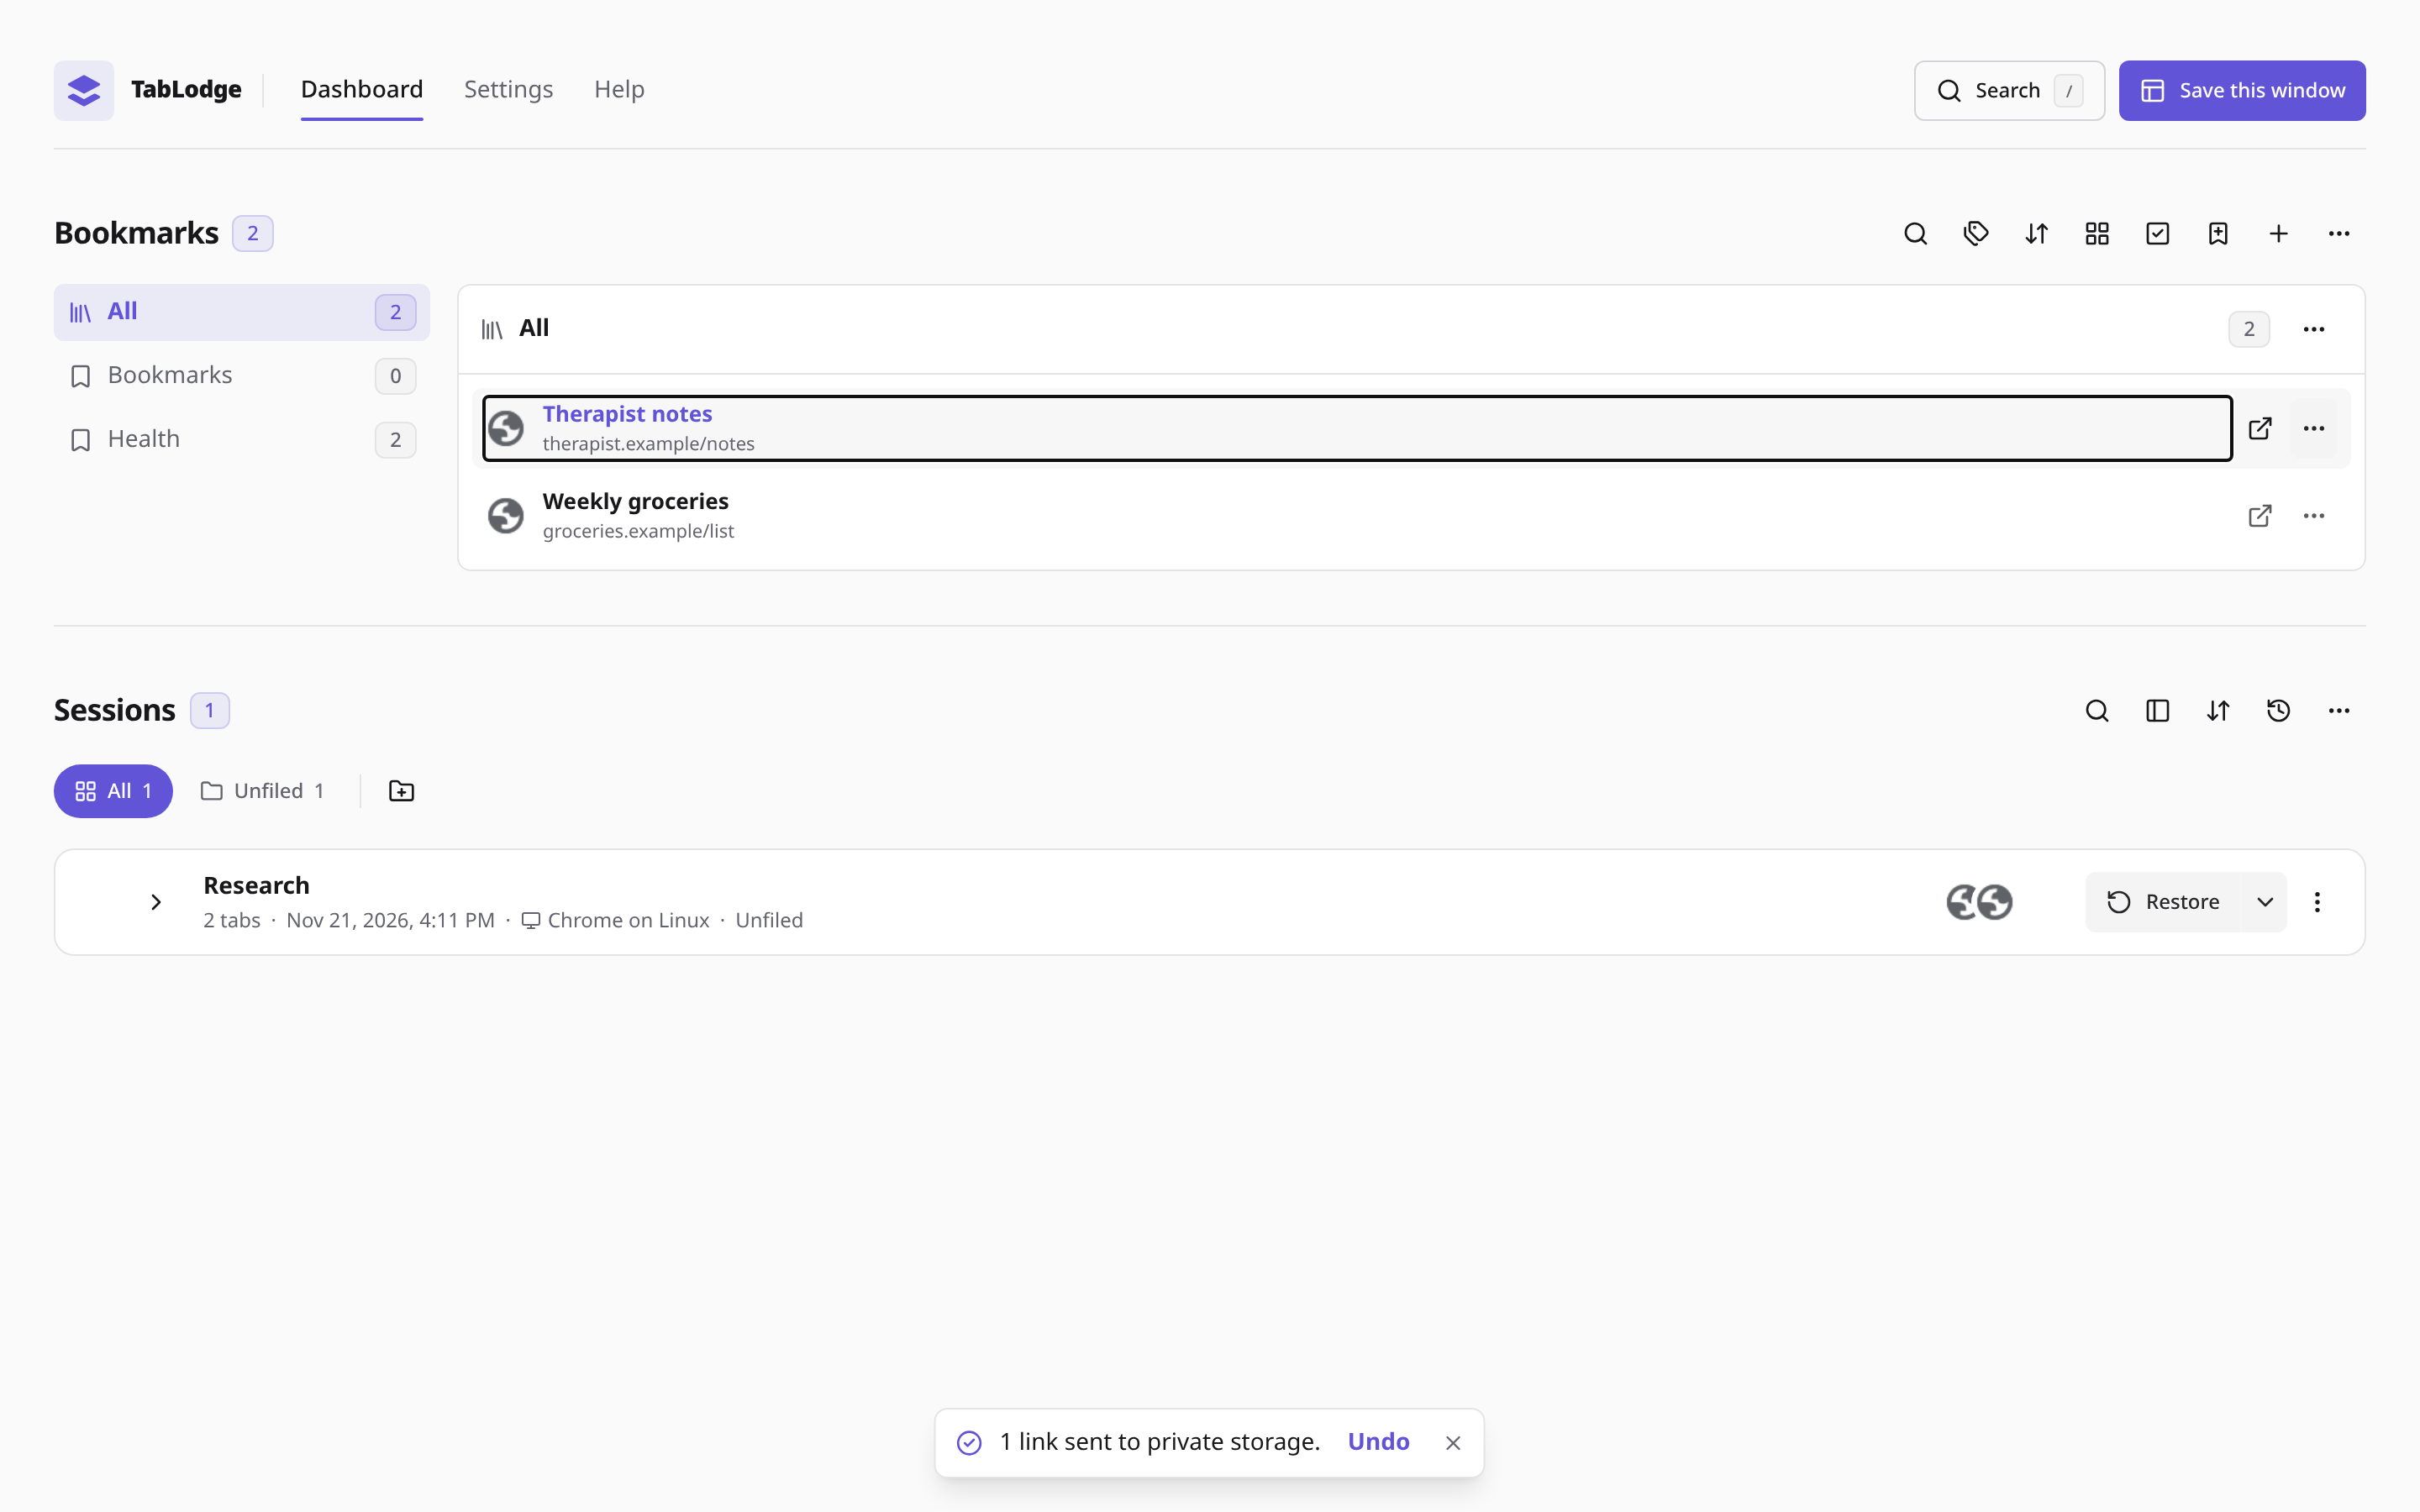 TabLodge
Dashboard
Settings
Help
Search /
Save this window
Bookmarks 2
All 2
Bookmarks 0
Health 2
All 2
Therapist notes
therapist.example/notes
Weekly groceries
groceries.example/list
Sessions 1
All 1
Unfiled 1
Research
2 tabs · Nov 21, 2026, 4:11 PM · Chrome on Linux · Unfiled
Restore
1 link sent to private storage. Undo